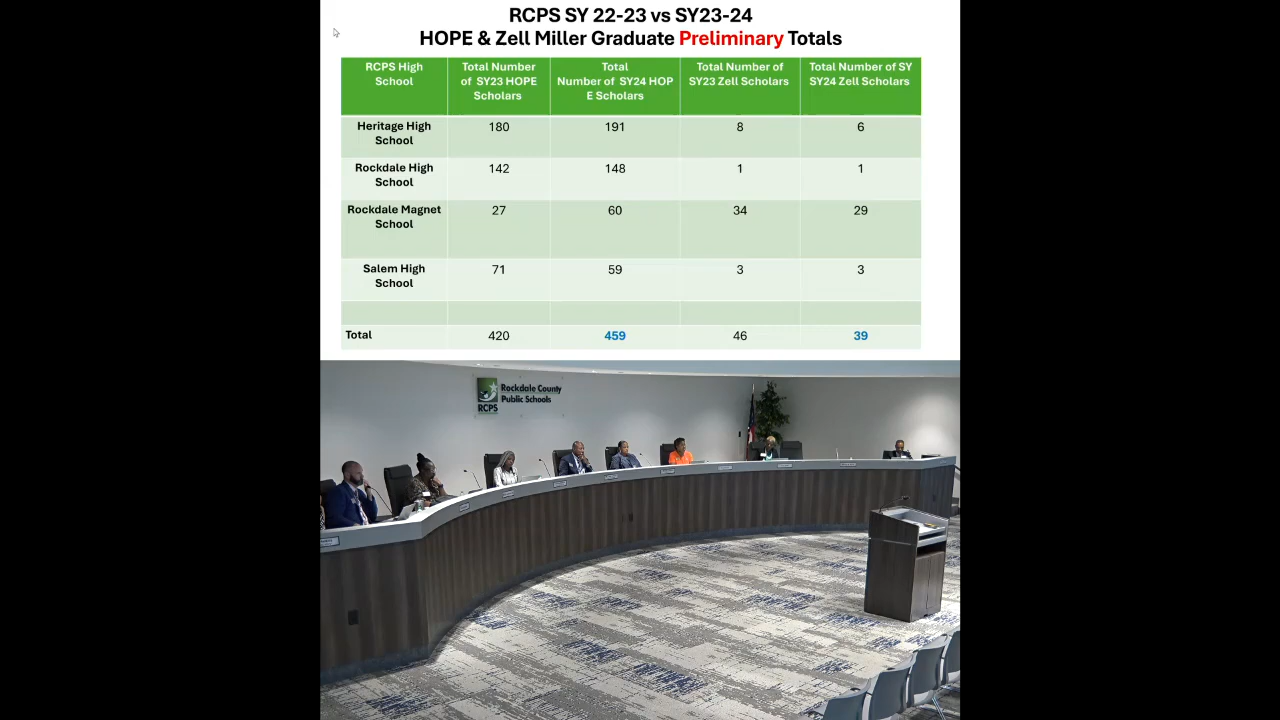 RCPS SY 22-23 vs SY23-24
HOPE & Zell Miller Graduate Preliminary Totals
RCPS High
School
Total Number
of SY23 HOPE
Scholars
Total
Number of SY24 HOP
E Scholars
Total Number of
SY23 Zell Scholars
Total Number of SY
SY24 Zell Scholars
Heritage High
School
180
191
8
6
Rockdale High
School
142
148
1
1
Rockdale Magnet
School
27
60
34
29
Salem High
School
71
59
3
3
Total
420
459
46
39
Rockdale County
Public Schools
RCPS